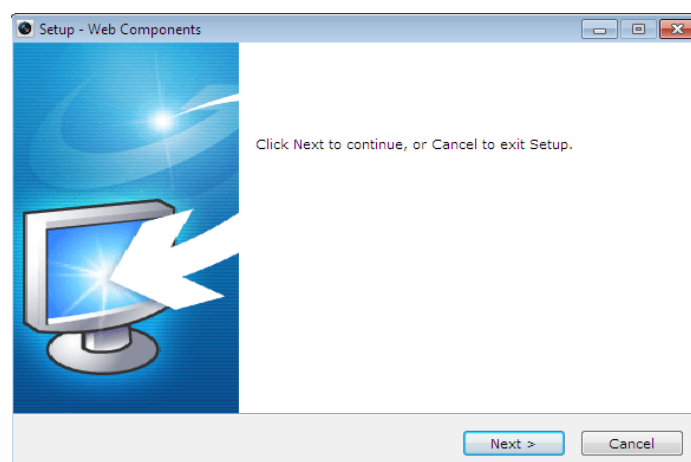 Setup - Web Components
Click Next to continue, or Cancel to exit Setup.
Next >
Cancel